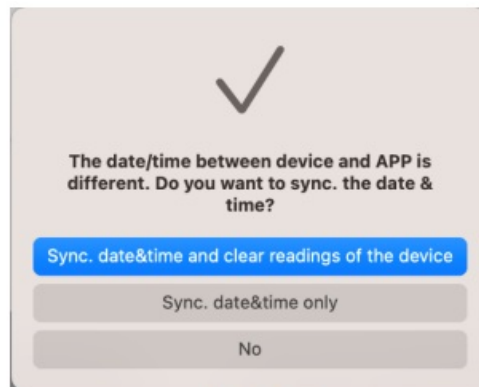 The date/time between device and APP is
different. Do you want to sync. the date &
time?
Sync. date&time and clear readings of the device
Sync. date&time only
No